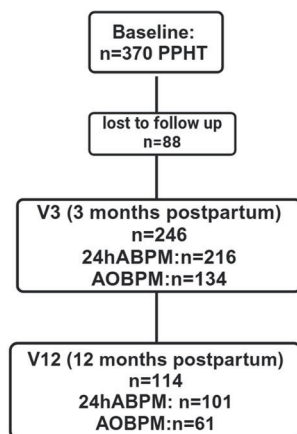 Baseline:
n=370 PPHT
lost to follow up
n=88
V3 (3 months postpartum)
n=246
24hABPM:n=216
AOBPM:n=134
V12 (12 months postpartum)
n=114
24hABPM: n=101
AOBPM:n=61